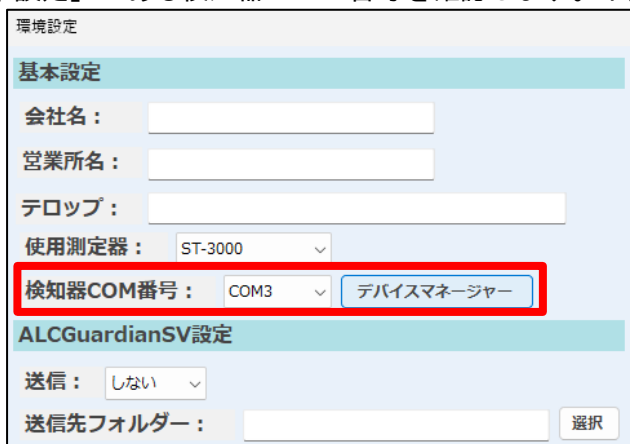 環境設定
基本設定
会社名：
営業所名：
テロップ：
使用測定器： ST-3000
検知器COM番号： COM3 デバイスマネージャー
ALCGuardianSV設定
送信： しない
送信先フォルダー： 選択